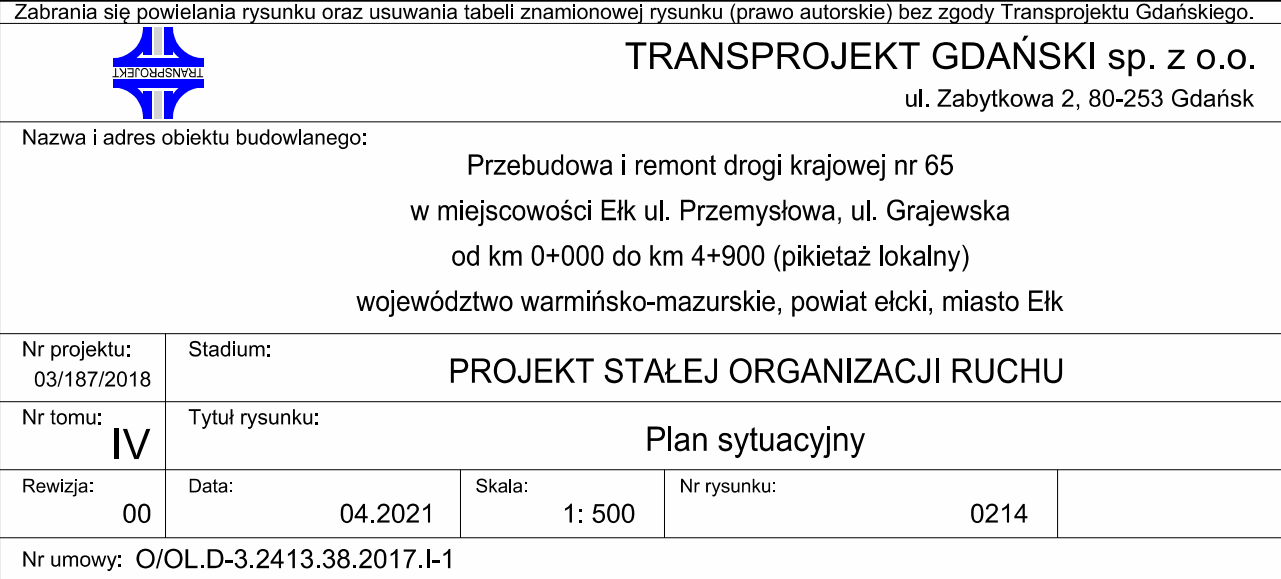 Zabrania się powielania rysunku oraz usuwania tabeli znamionowej rysunku (prawo autorskie) bez zgody Transprojektu Gdańskiego.
TRANSPROJEKT
TRANSPROJEKT GDAŃSKI sp. z o.o.
ul. Zabytkowa 2, 80-253 Gdańsk
Nazwa i adres obiektu budowlanego:
Przebudowa i remont drogi krajowej nr 65
w miejscowości Ełk ul. Przemysłowa, ul. Grajewska
od km 0+000 do km 4+900 (pikietaż lokalny)
województwo warmińsko-mazurskie, powiat ełcki, miasto Ełk
Nr projektu:
03/187/2018
Stadium:
PROJEKT STAŁEJ ORGANIZACJI RUCHU
Nr tomu:
IV
Tytuł rysunku:
Plan sytuacyjny
Rewizja:
00
Data:
04.2021
Skala:
1: 500
Nr rysunku:
0214
Nr umowy: O/OL.D-3.2413.38.2017.I-1